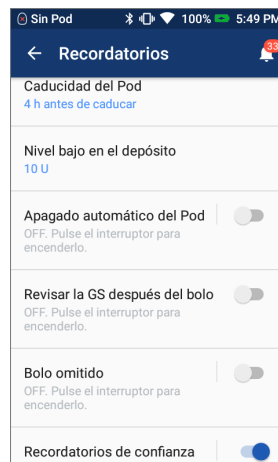 Sin Pod 100% 5:49 PM
Recordatorios 33
Caducidad del Pod
4 h antes de caducar
Nivel bajo en el depósito
10 U
Apagado automático del Pod
OFF. Pulse el interruptor para
encenderlo.
Revisar la GS después del bolo
OFF. Pulse el interruptor para
encenderlo.
Bolo omitido
OFF. Pulse el interruptor para
encenderlo.
Recordatorios de confianza